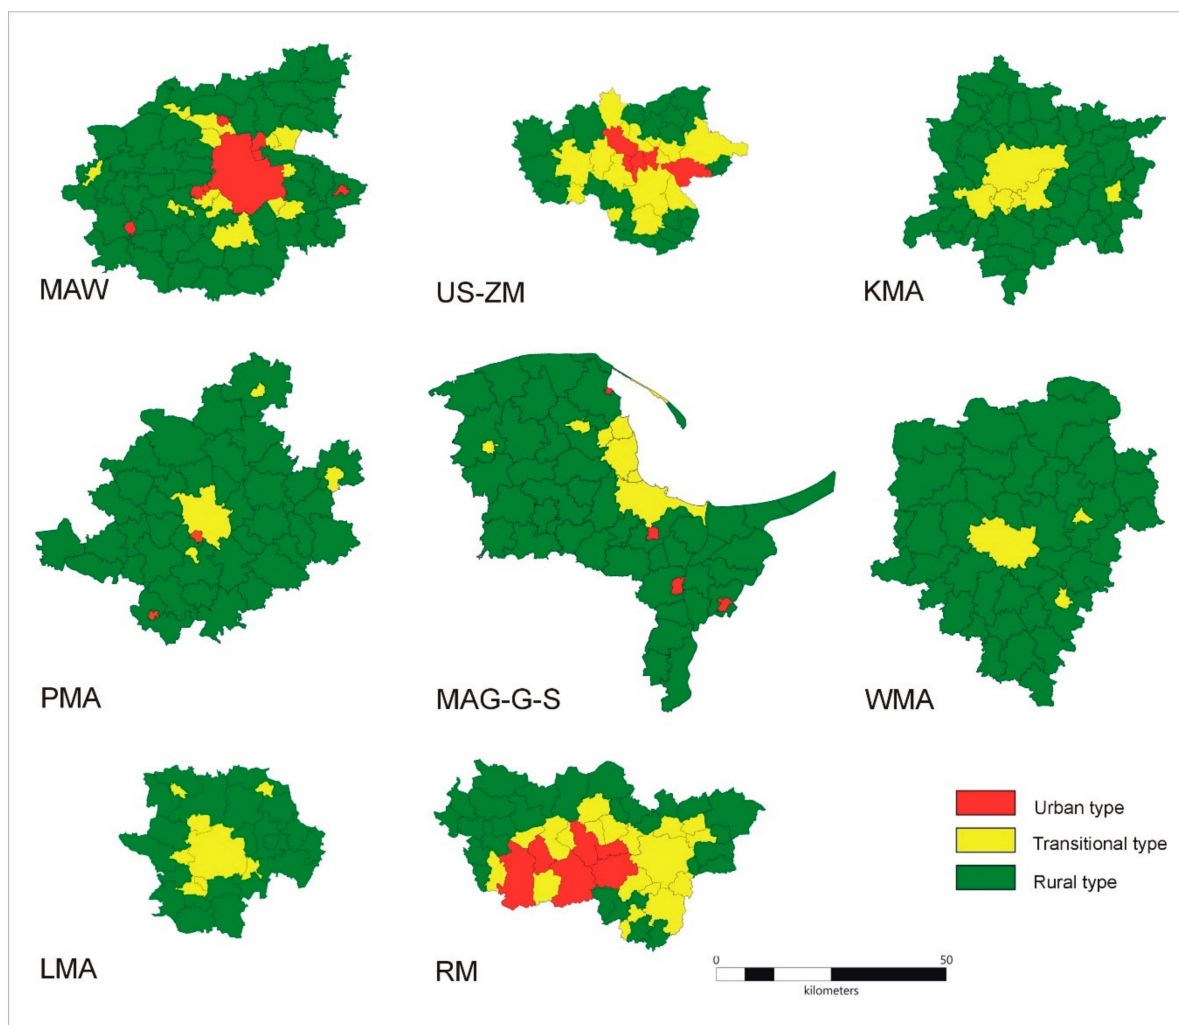 MAW
US-ZM
KMA
PMA
MAG-G-S
WMA
LMA
RM
Urban type
Transitional type
Rural type
0 50
kilometers